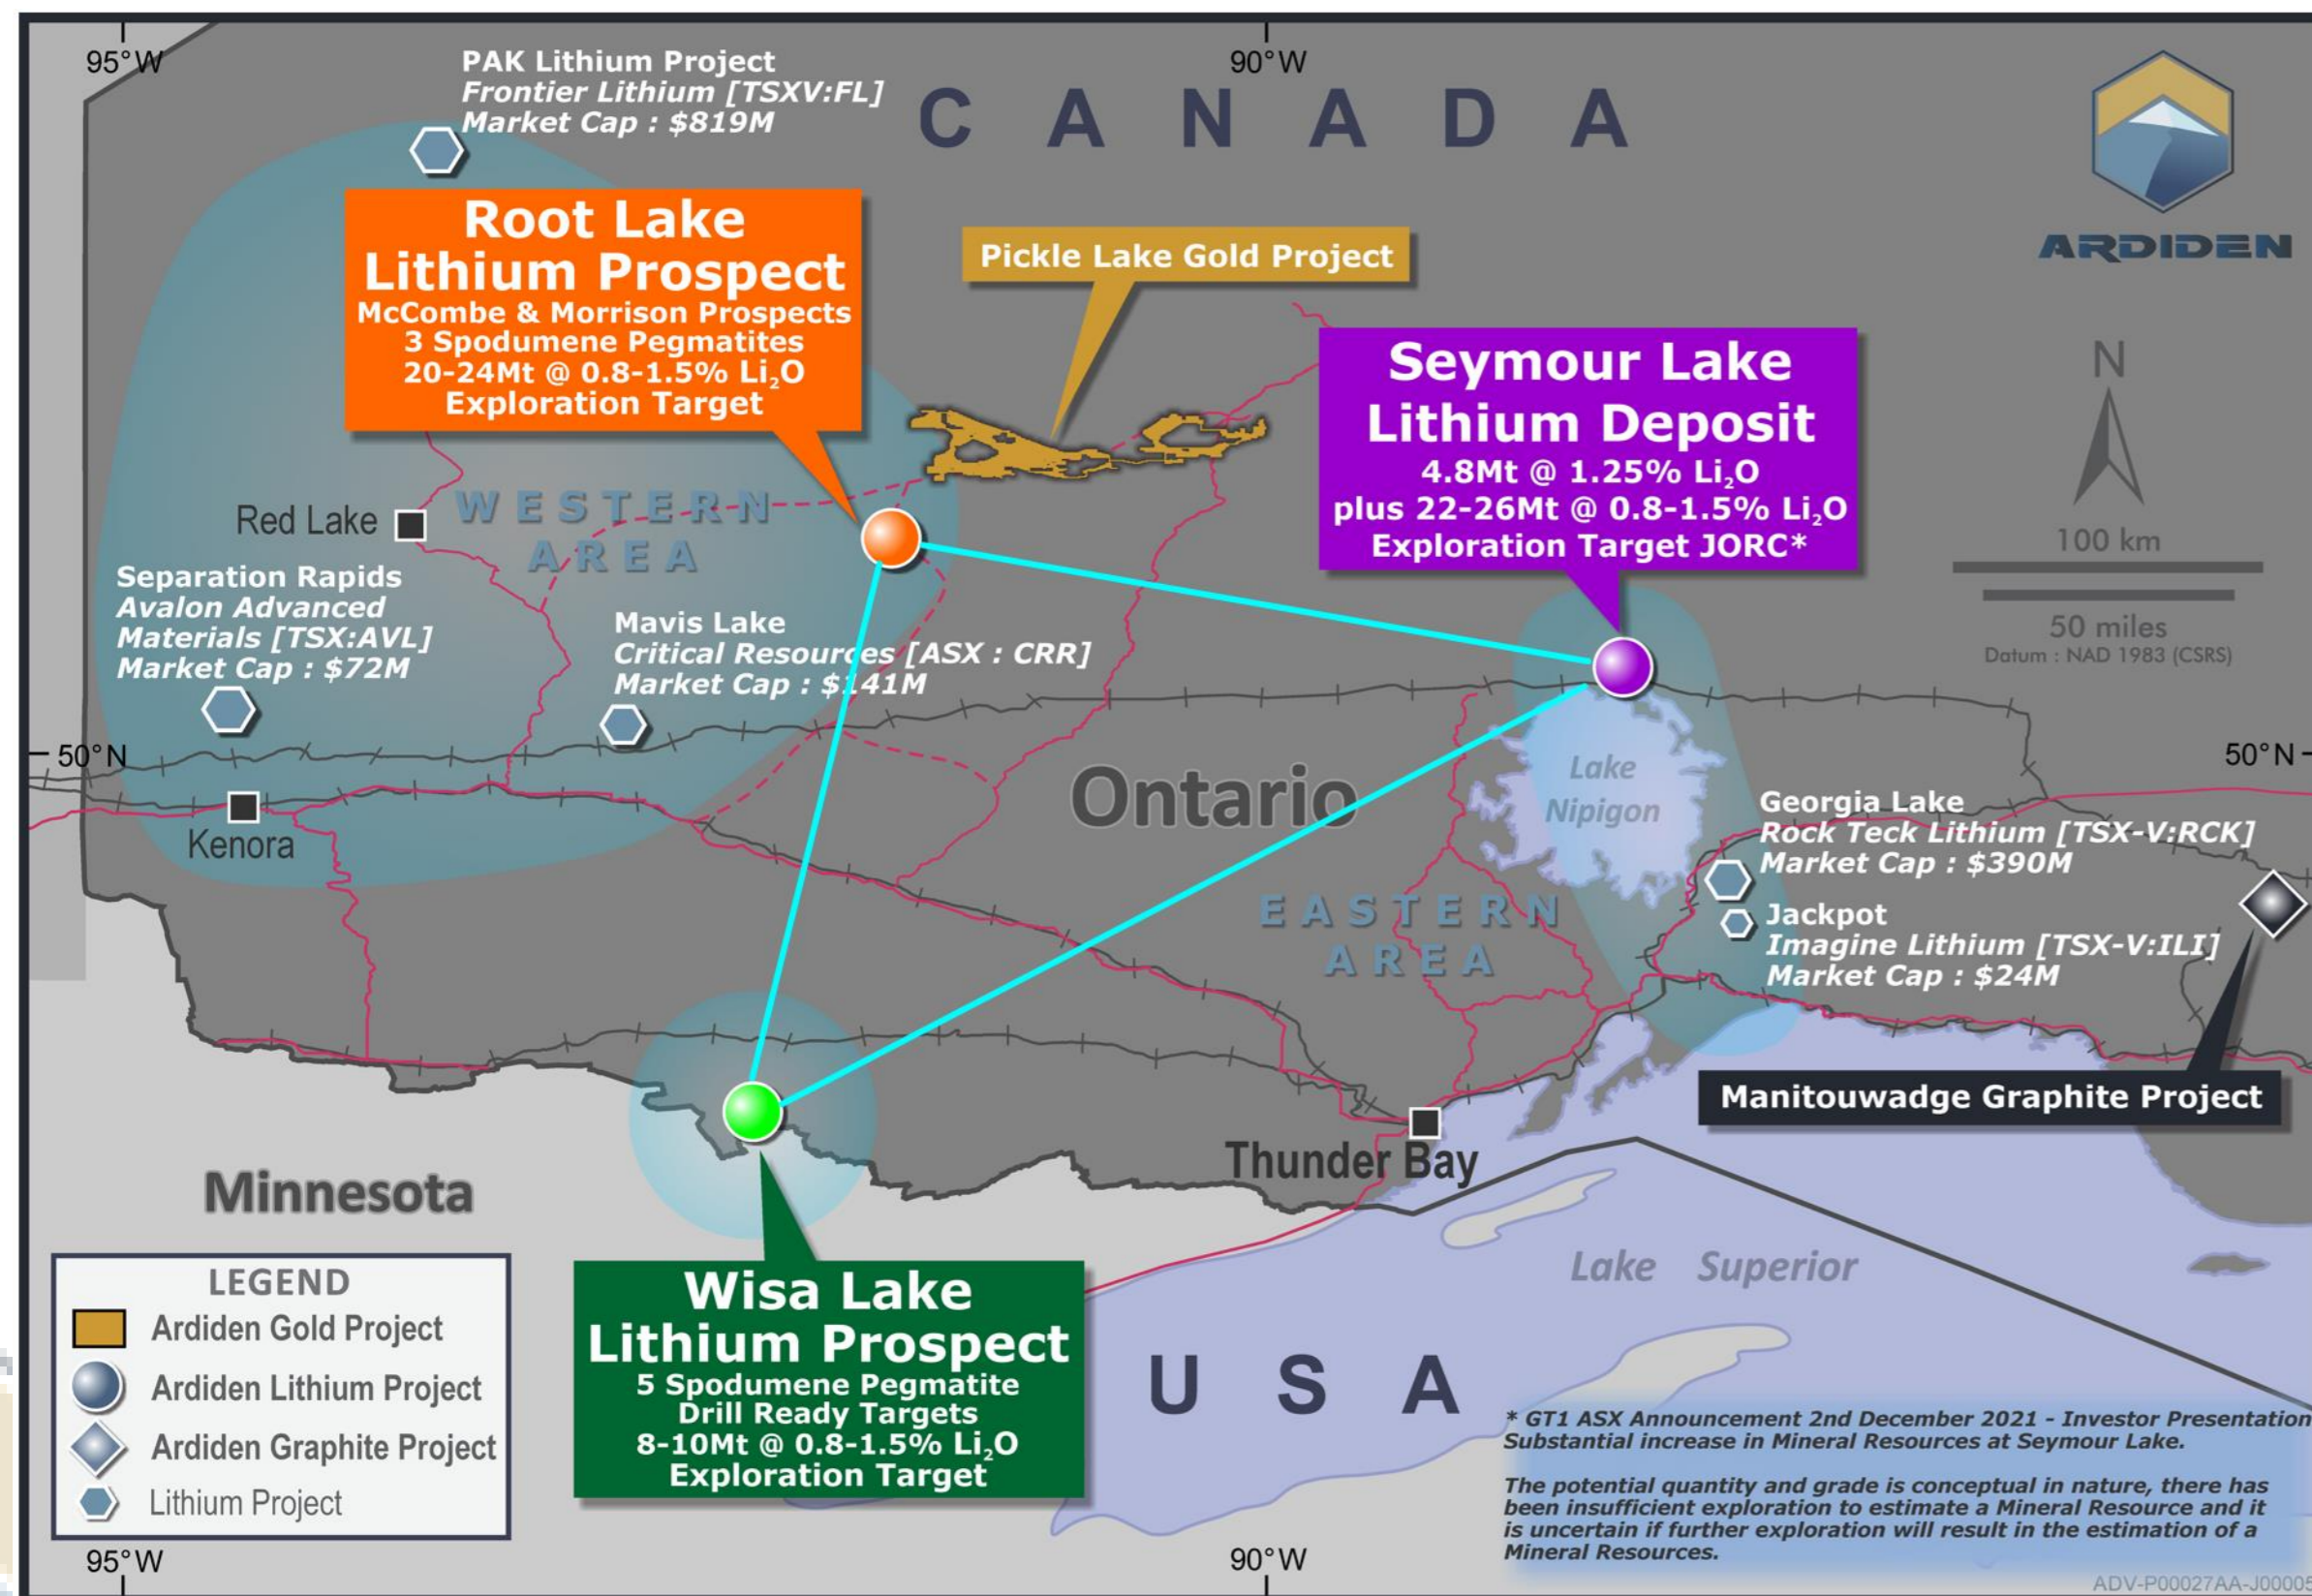 95°W
90°W
PAK Lithium Project
Frontier Lithium [TSXV:FL]
Market Cap : $819M
C A N A D A
ARDIDEN
Root Lake
Lithium Prospect
McCombe & Morrison Prospects
3 Spodumene Pegmatites
20-24Mt @ 0.8-1.5% Li₂O
Exploration Target
Pickle Lake Gold Project
Seymour Lake
Lithium Deposit
4.8Mt @ 1.25% Li₂O
plus 22-26Mt @ 0.8-1.5% Li₂O
Exploration Target JORC*
N
100 km
50 miles
Datum : NAD 1983 (CSRS)
Red Lake
WESTERN
AREA
Separation Rapids
Avalon Advanced
Materials [TSX:AVL]
Market Cap : $72M
Mavis Lake
Critical Resources [ASX : CRR]
Market Cap : $141M
50°N
50°N
Ontario
Lake
Nipigon
Kenora
Georgia Lake
Rock Teck Lithium [TSX-V:RCK]
Market Cap : $390M
EASTERN
AREA
Jackpot
Imagine Lithium [TSX-V:ILI]
Market Cap : $24M
Manitouwadge Graphite Project
Thunder Bay
Minnesota
Lake Superior
Wisa Lake
Lithium Prospect
5 Spodumene Pegmatite
Drill Ready Targets
8-10Mt @ 0.8-1.5% Li₂O
Exploration Target
U S A
LEGEND
Ardiden Gold Project
Ardiden Lithium Project
Ardiden Graphite Project
Lithium Project
* GT1 ASX Announcement 2nd December 2021 - Investor Presentation
Substantial increase in Mineral Resources at Seymour Lake.
The potential quantity and grade is conceptual in nature, there has
been insufficient exploration to estimate a Mineral Resource and it
is uncertain if further exploration will result in the estimation of a
Mineral Resources.
95°W
90°W
ADV-P00027AA-J00005